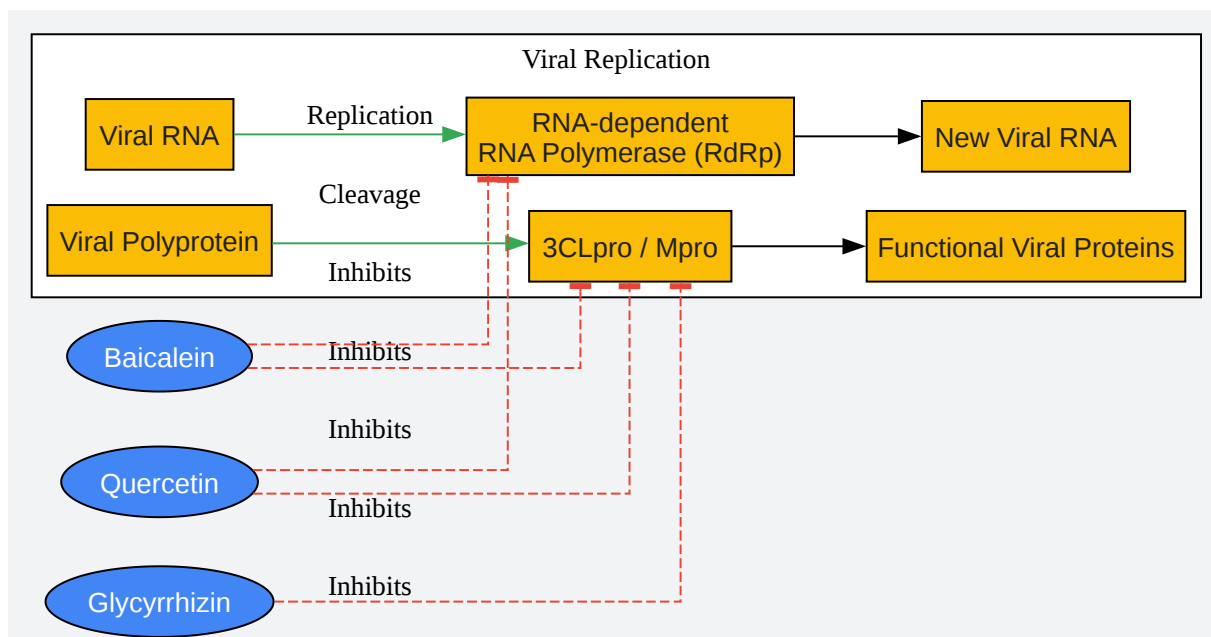 Viral Replication
Viral RNA
Replication
RNA-dependent
RNA Polymerase (RdRp)
New Viral RNA
Cleavage
Viral Polyprotein
3CLpro / Mpro
Functional Viral Proteins
Inhibits
Baicalein
Inhibits
Inhibits
Quercetin
Inhibits
Inhibits
Glycyrrhizin